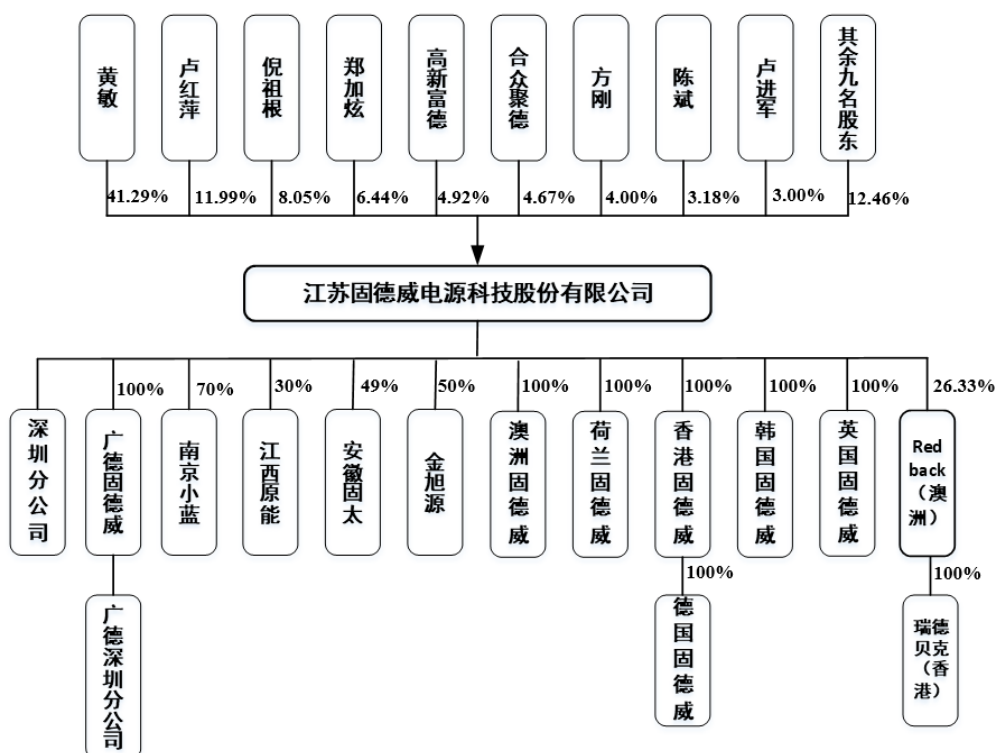 黄敏
卢红萍
倪祖根
郑加炫
高新富德
合众聚德
方刚
陈斌
卢进军
其余九名股东
41.29%
11.99%
8.05%
6.44%
4.92%
4.67%
4.00%
3.18%
3.00%
12.46%
江苏固德威电源科技股份有限公司
100%
70%
30%
49%
50%
100%
100%
100%
100%
100%
26.33%
深圳分公司
广德固德威
南京小蓝
江西原能
安徽固太
金旭源
澳洲固德威
荷兰固德威
香港固德威
韩国固德威
英国固德威
Red
back
（澳
洲）
100%
100%
广德深圳分公司
德国固德威
瑞德
贝克
（香
港）